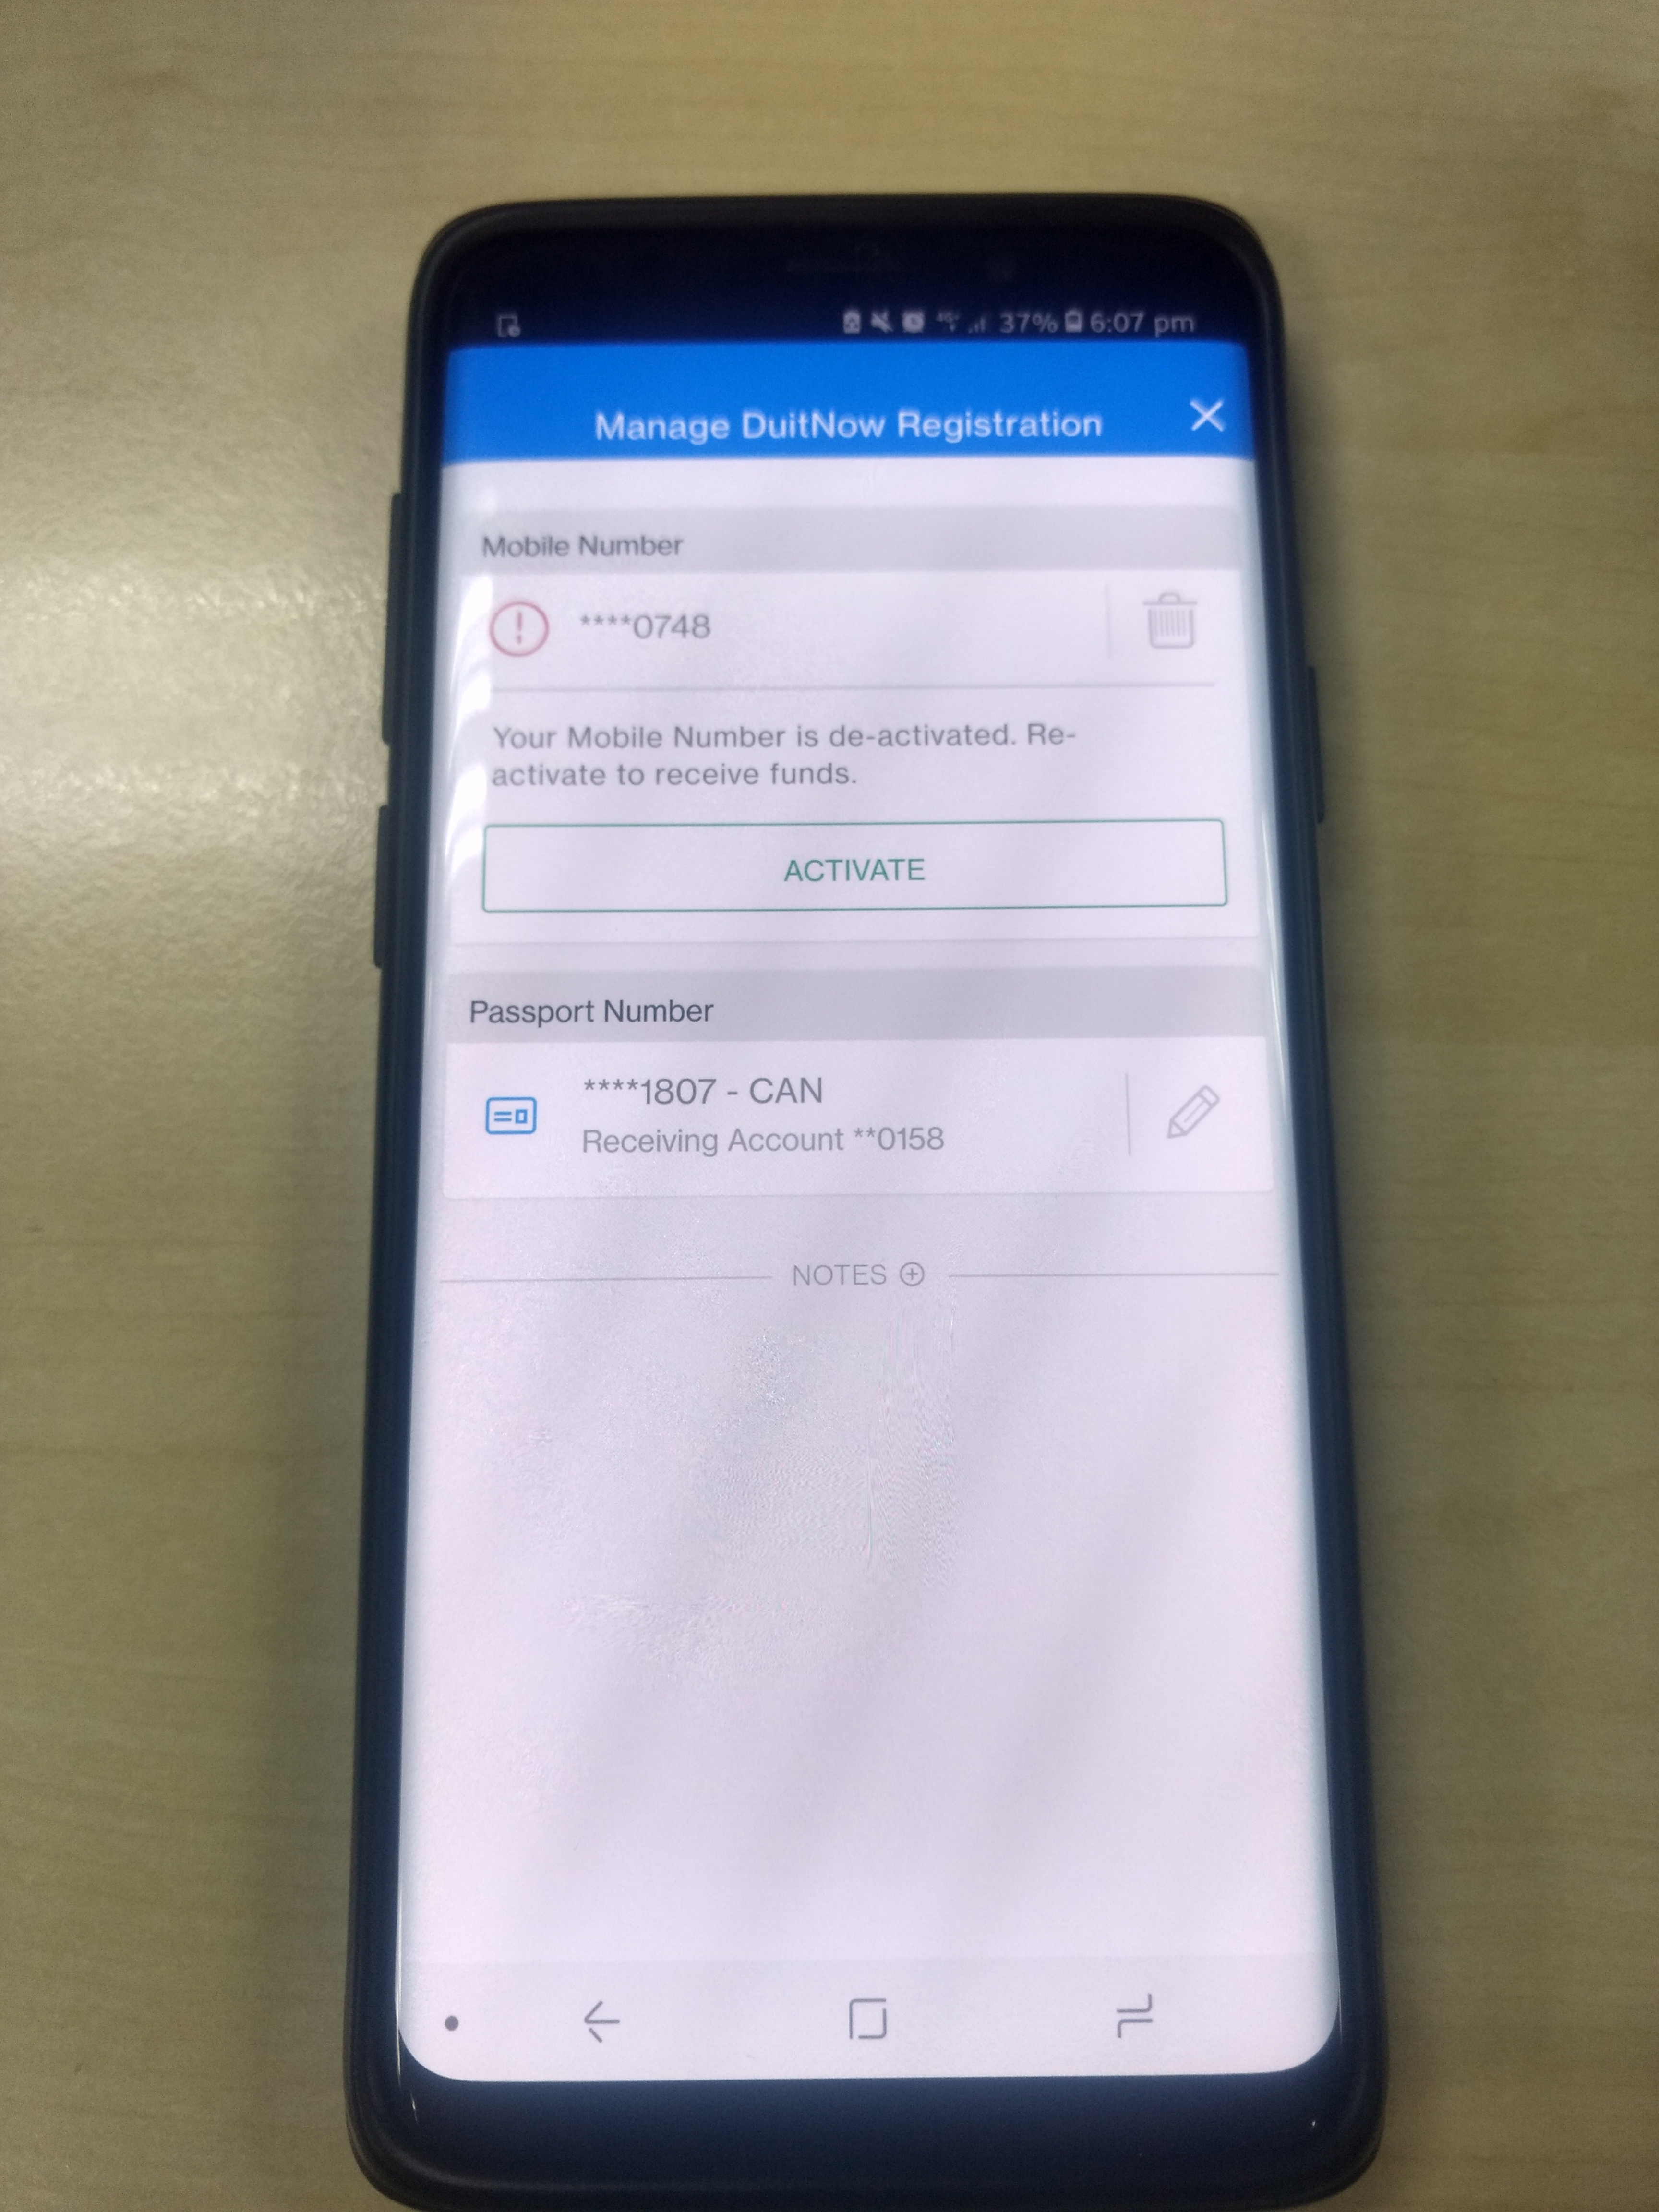 37% 6:07 pm
Manage DuitNow Registration
Mobile Number
****0748
Your Mobile Number is de-activated. Re-
activate to receive funds.
ACTIVATE
Passport Number
****1807 - CAN
Receiving Account **0158
NOTES